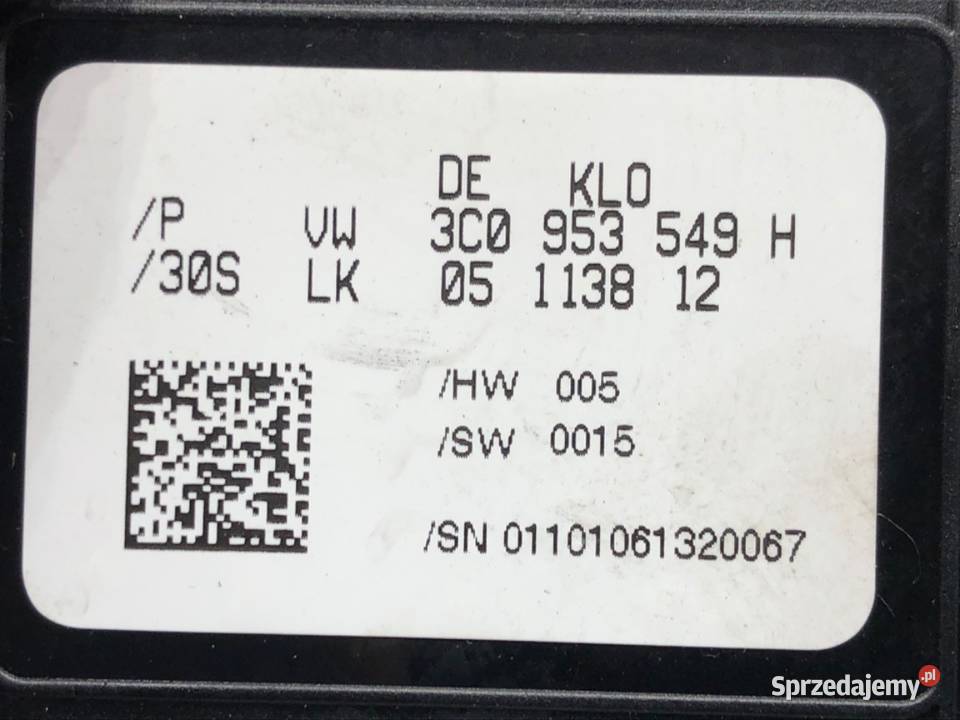 DE KLO
/P VW 3C0 953 549 H
/30S LK 05 1138 12
/HW 005
/SW 0015
/SN 01101061320067
Sprzedajemy.pl